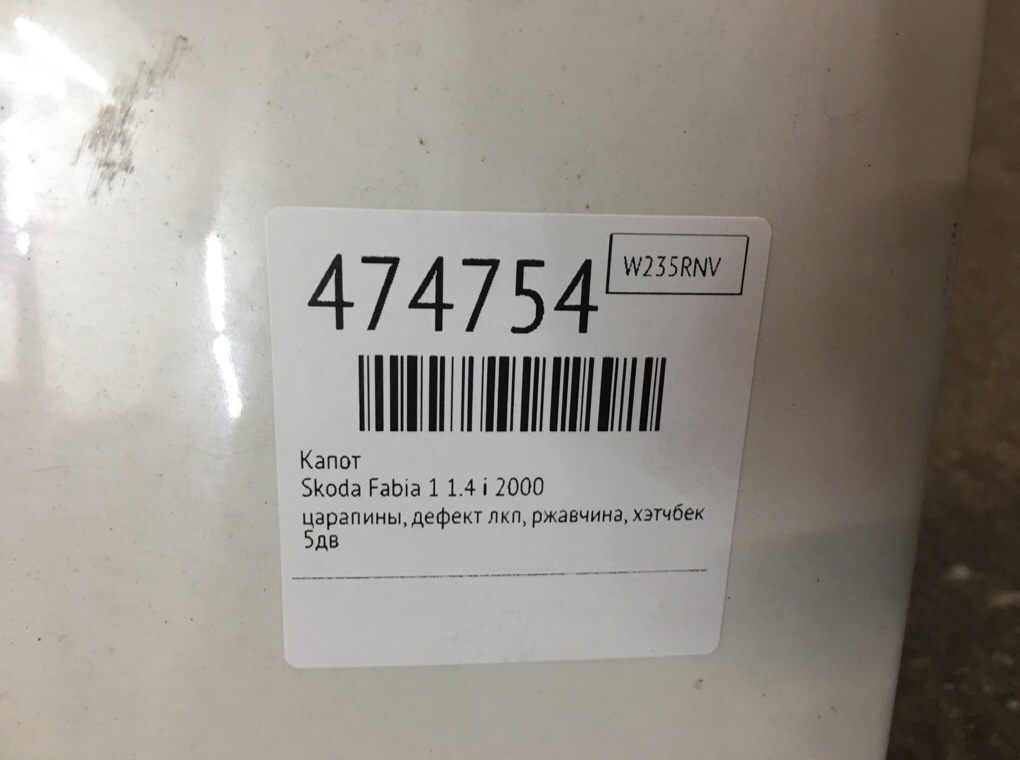 474754
W235RNV
Капот
Skoda Fabia 1 1.4 i 2000
царапины, дефект лкп, ржавчина, хэтчбек
5дв